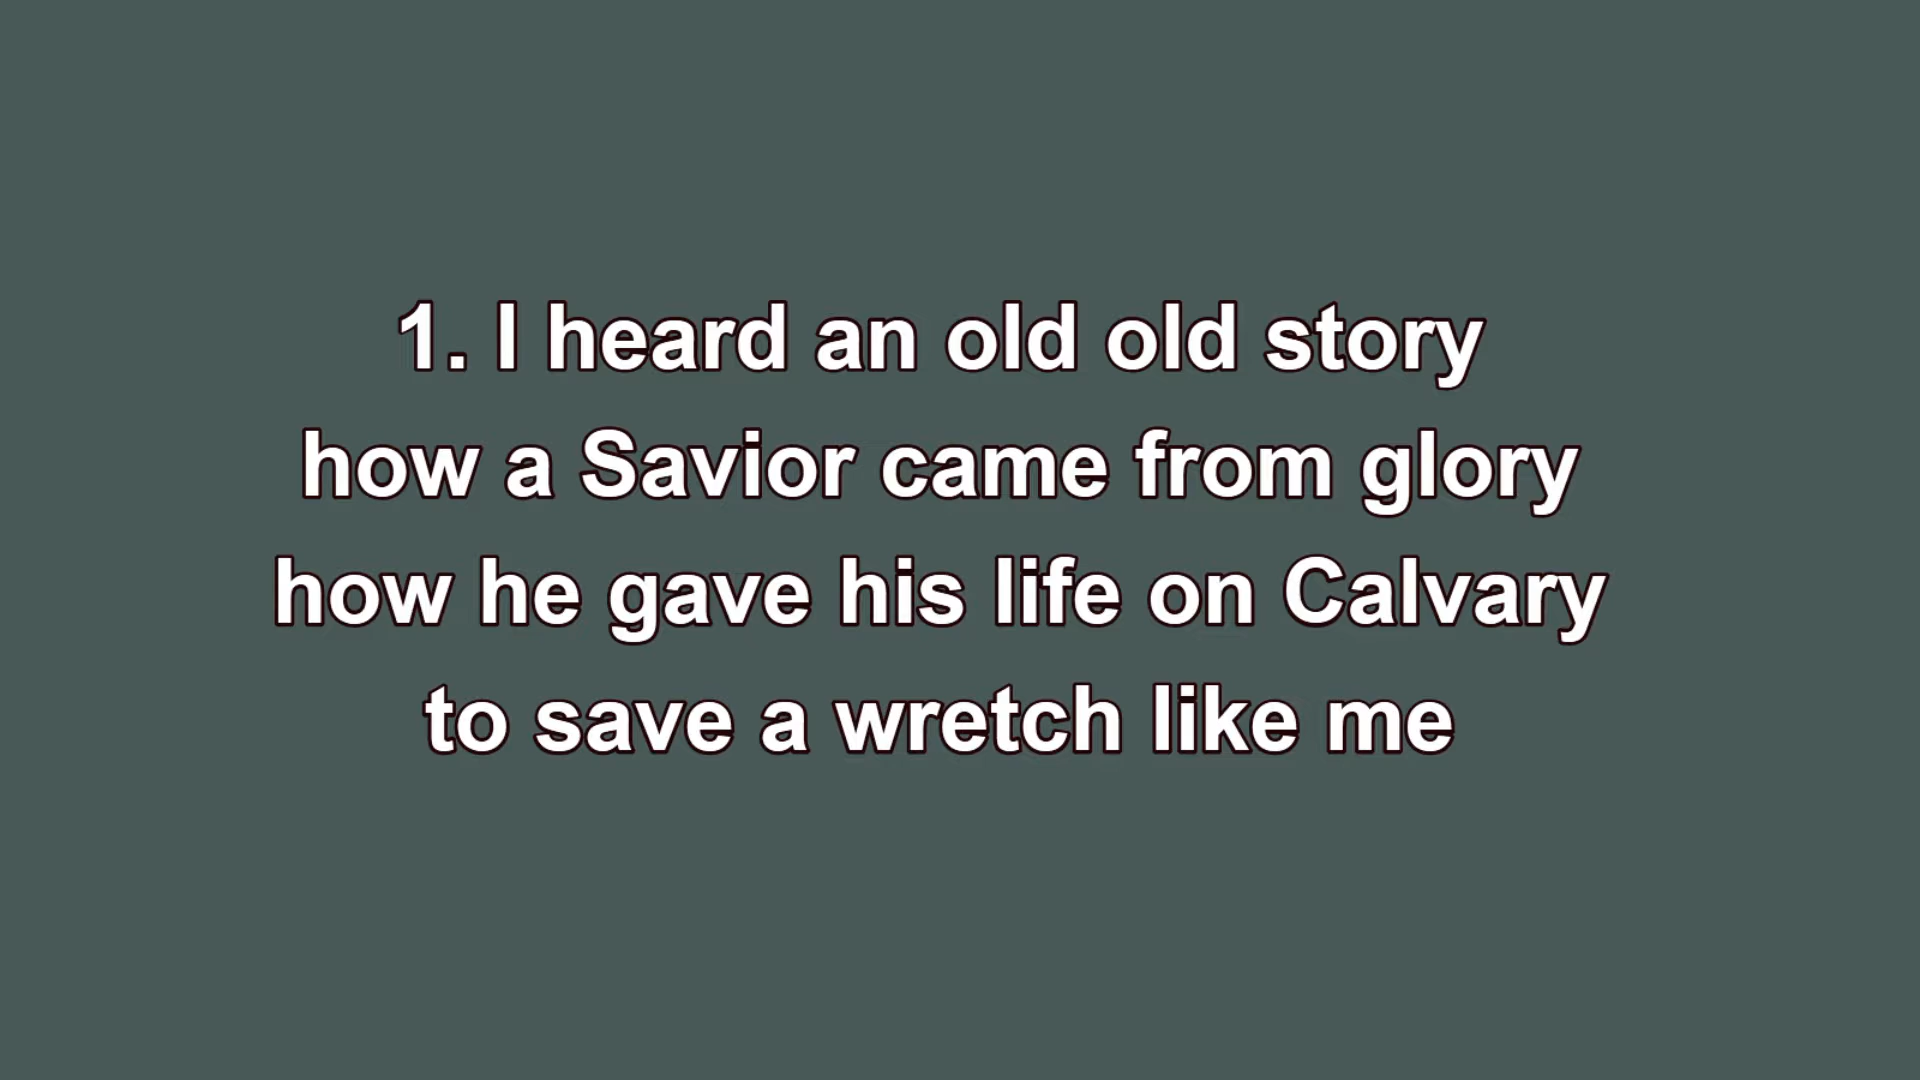 1. I heard an old old story
how a Savior came from glory
how he gave his life on Calvary
to save a wretch like me